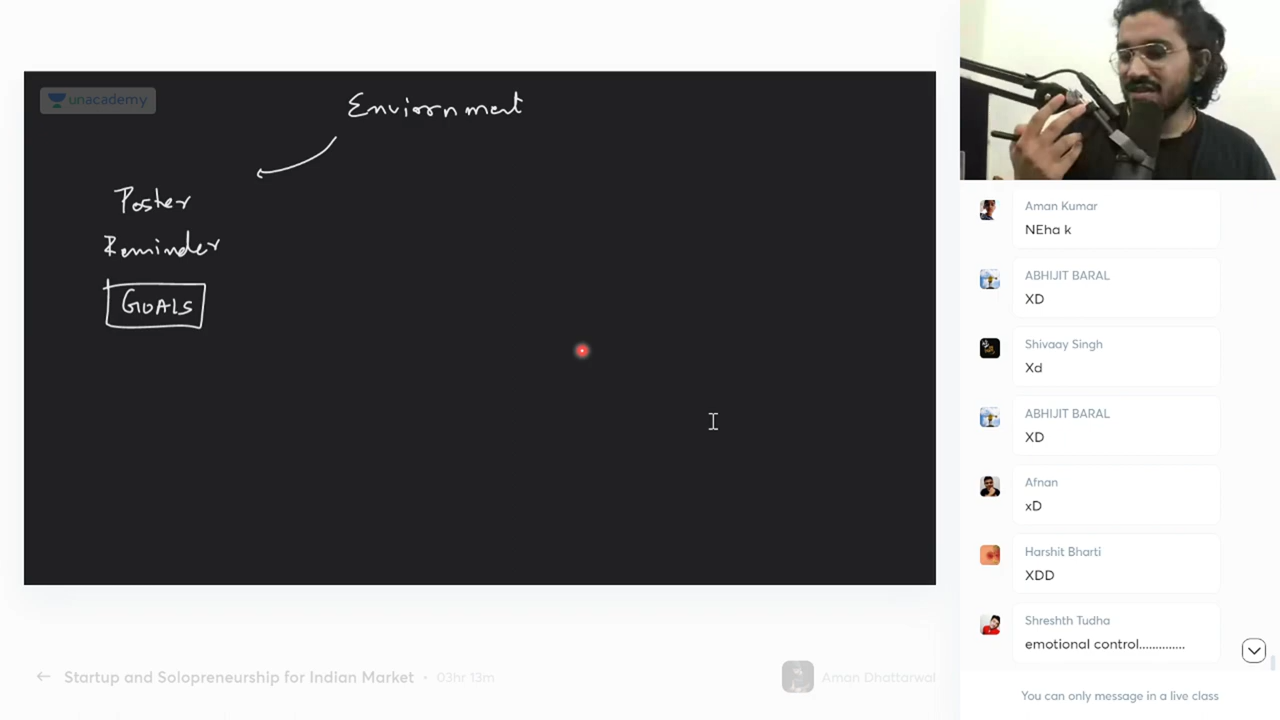 unacademy
Enviornment
Poster
Reminder
GOALS
Aman Kumar
NEha k
ABHIJIT BARAL
XD
Shivaay Singh
Xd
ABHIJIT BARAL
XD
Afnan
xD
Harshit Bharti
XDD
Shreshth Tudha
emotional control..............
Startup and Solopreneurship for Indian Market • 03hr 13m
Aman Dhattarwal
You can only message in a live class